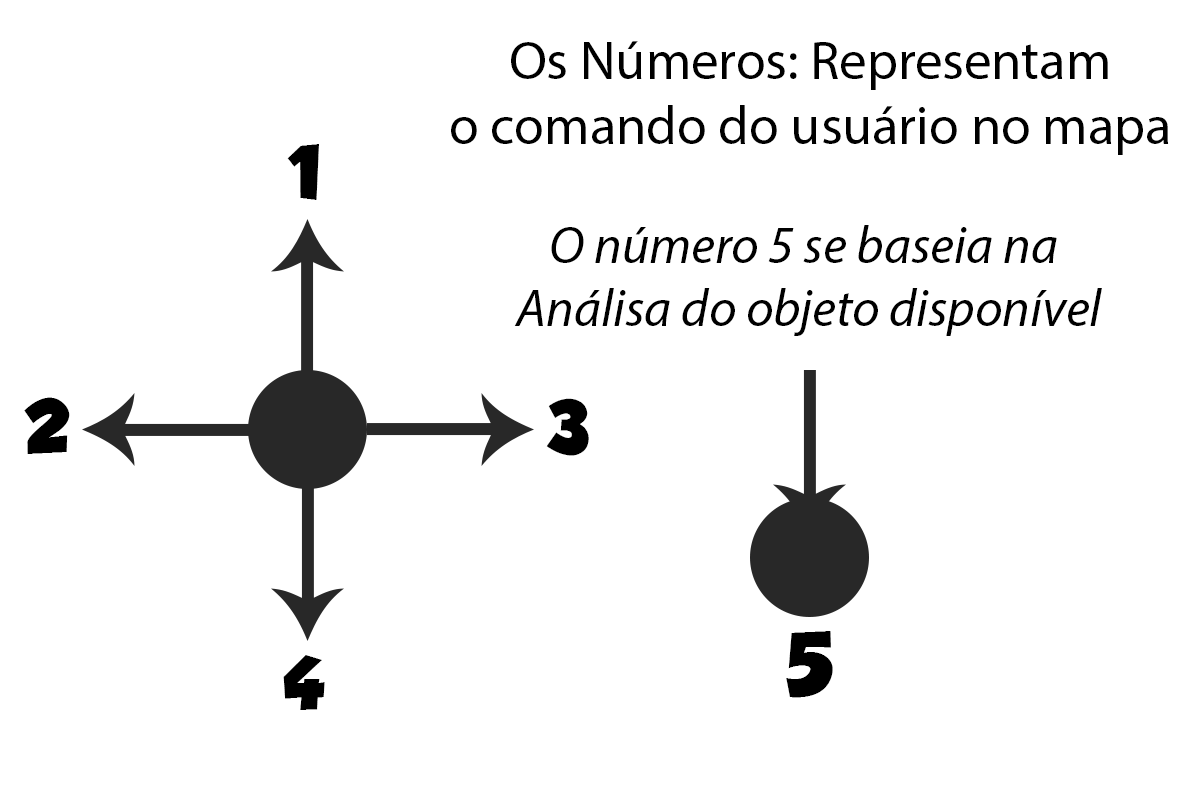 Os Números: Representam
o comando do usuário no mapa
1
O número 5 se baseia na
Análisa do objeto disponível
2
3
5
4